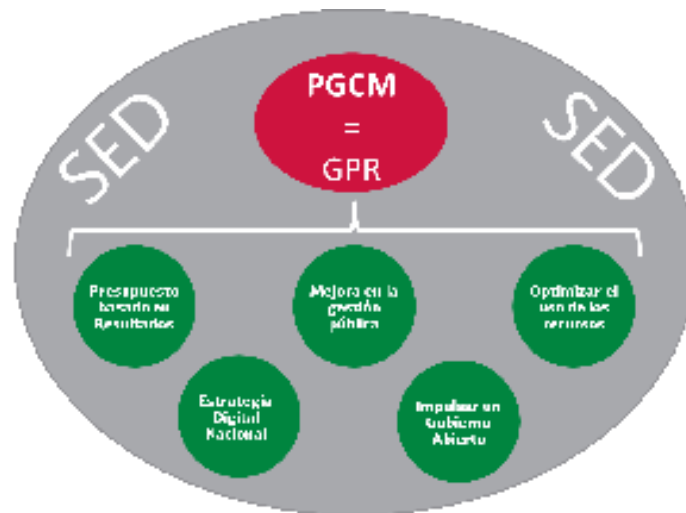 SED
PGCM
=
GPR
SED
Presupuesto
basado en
Resultados
Mejora en la
gestión
pública
Optimizar el
uso de los
recursos
Estrategia
Digital
Nacional
Impulsar un
Gobierno
Abierto